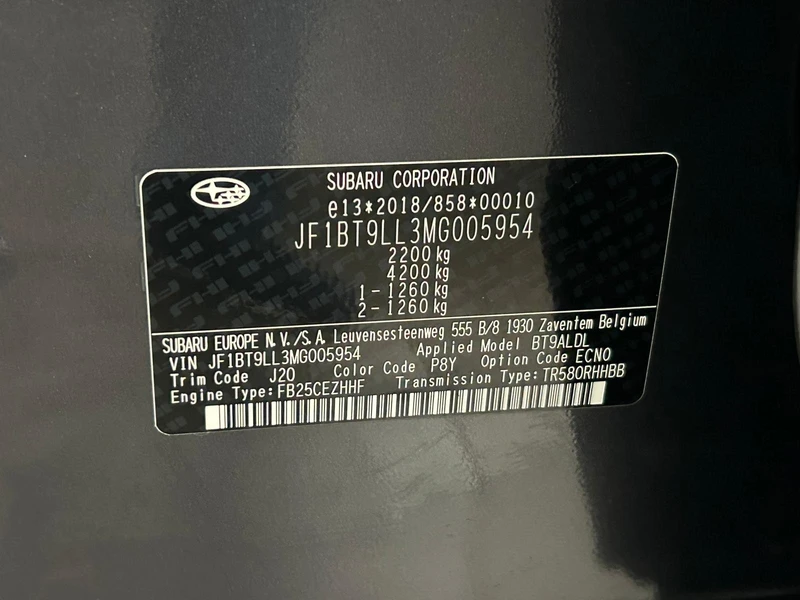 SUBARU CORPORATION
e13*2018/858*00010
JF1BT9LL3MG005954
2200 kg
4200 kg
1 - 1260 kg
2 - 1260 kg
SUBARU EUROPE N.V./S.A. Leuvensesteenweg 555 B/8 1930 Zaventem Belgium
VIN JF1BT9LL3MG005954 Applied Model BT9ALDL
Trim Code J20 Color Code P8Y Option Code ECNO
Engine Type: FB25CEZHHF Transmission Type: TR580RHHBB